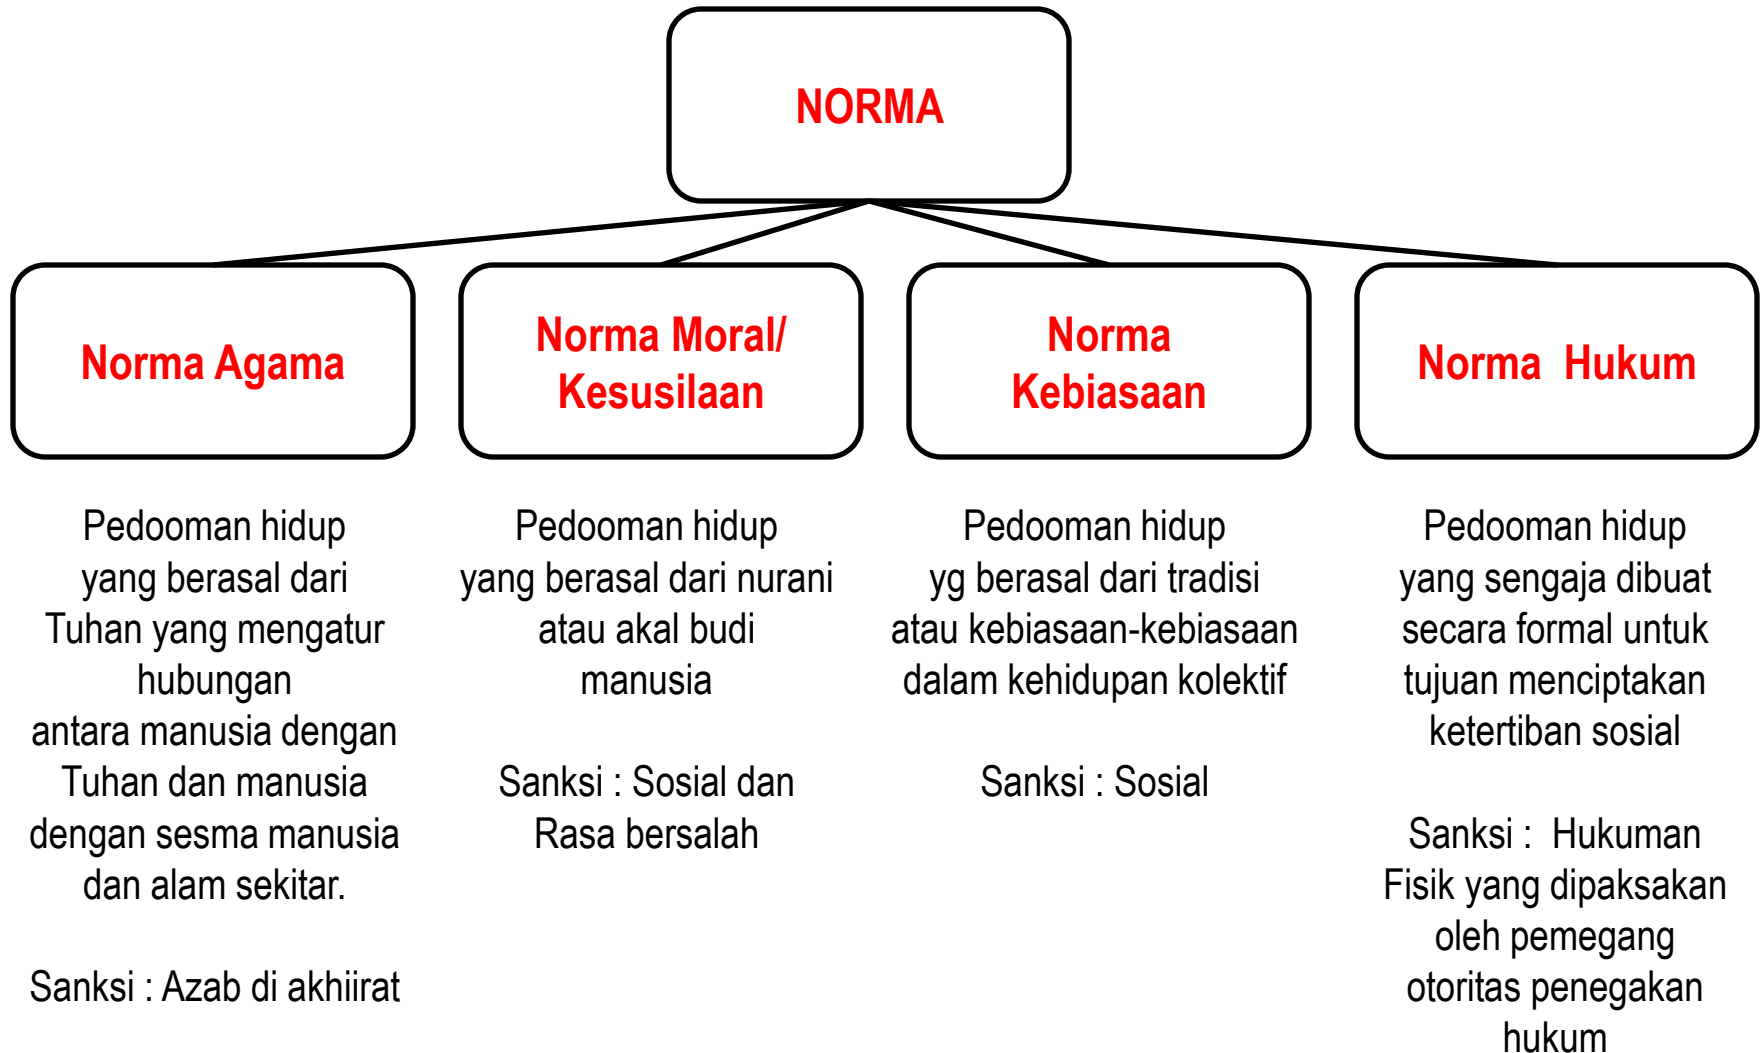 NORMA
Norma Agama
Norma Moral/
Kesusilaan
Norma
Kebiasaan
Norma  Hukum
Pedooman hidup
yang berasal dari
Tuhan yang mengatur
hubungan
antara manusia dengan
Tuhan dan manusia
dengan sesma manusia
dan alam sekitar.
Sanksi : Azab di akhiirat
Pedooman hidup
yang berasal dari nurani
atau akal budi
manusia
Sanksi : Sosial dan
Rasa bersalah
Pedooman hidup
yg berasal dari tradisi
atau kebiasaan-kebiasaan
dalam kehidupan kolektif
Sanksi : Sosial
Pedooman hidup
yang sengaja dibuat
secara formal untuk
tujuan menciptakan
ketertiban sosial
Sanksi :  Hukuman
Fisik yang dipaksakan
oleh pemegang
otoritas penegakan
hukum